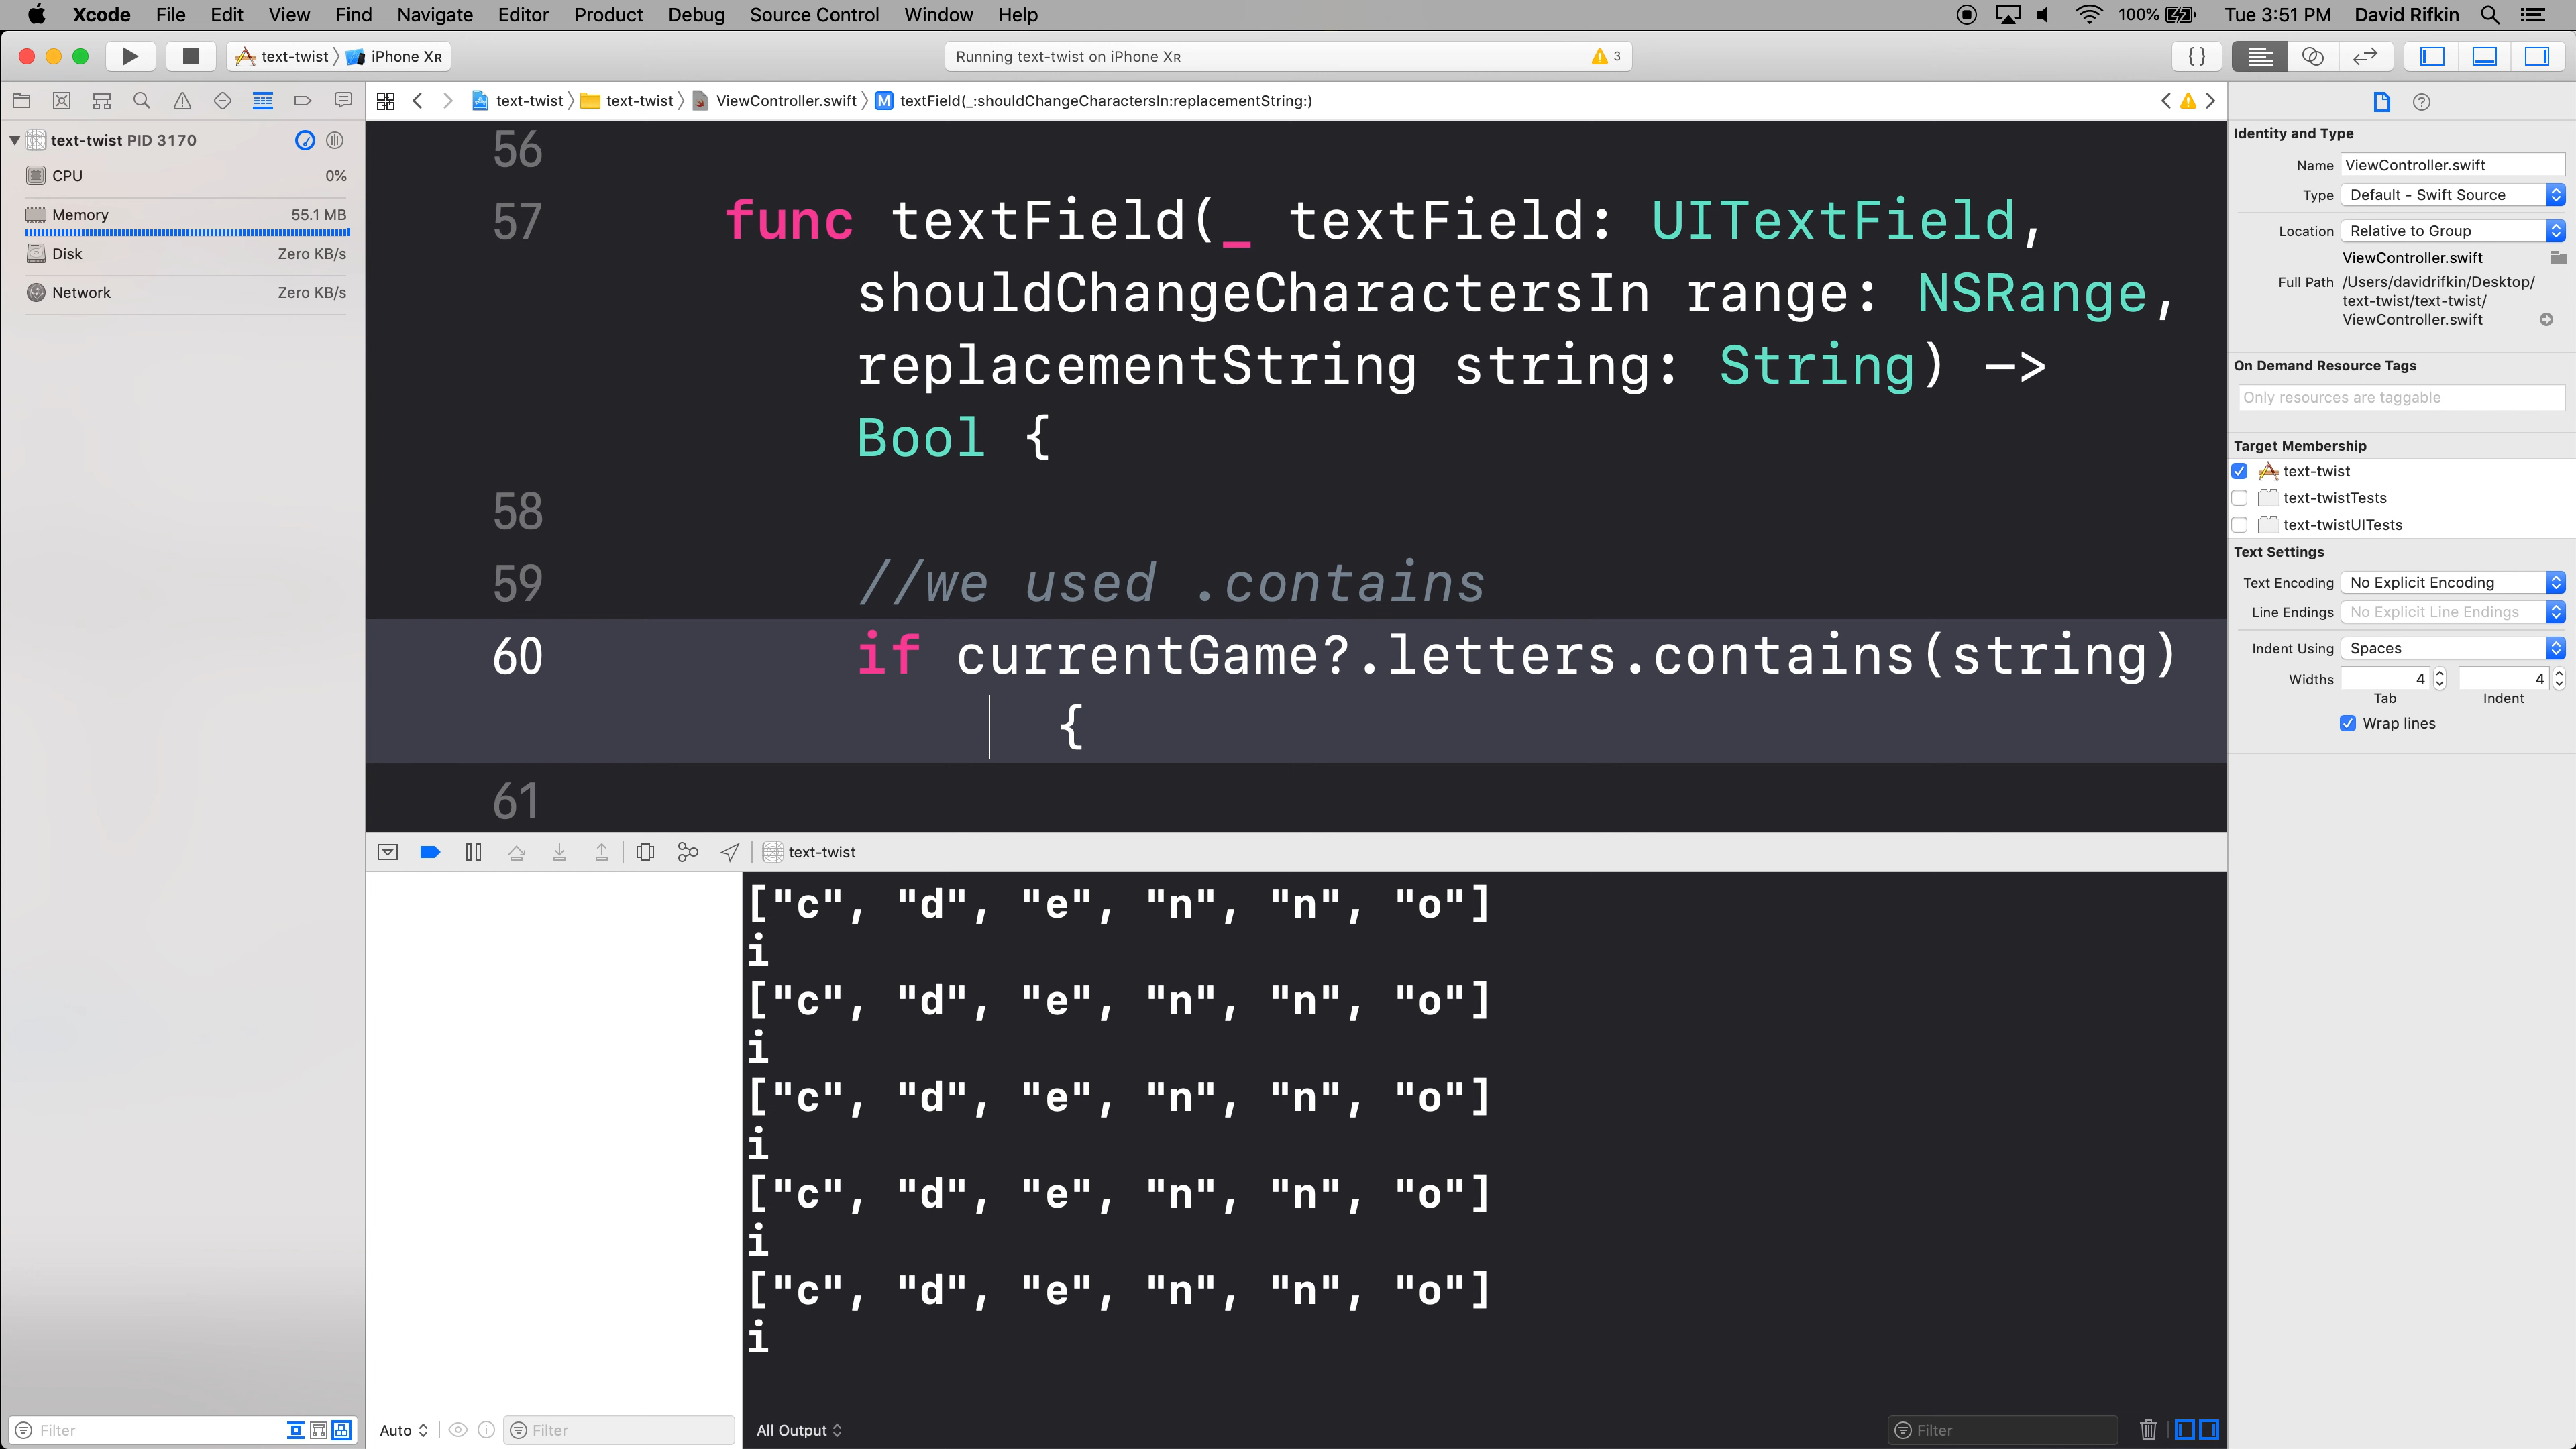 Xcode File Edit View Find Navigate Editor Product Debug Source Control Window Help 100% Tue 3:51 PM David Rifkin
text-twist iPhone XR Running text-twist on iPhone XR 3 { }
text-twist text-twist ViewController.swift M textField(_:shouldChangeCharactersIn:replacementString:)
text-twist PID 3170
CPU 0%
Memory 55.1 MB
Disk Zero KB/s
Network Zero KB/s
Filter
56
57 func textField(_ textField: UITextField,
shouldChangeCharactersIn range: NSRange,
replacementString string: String) ->
Bool {
58
59 //we used .contains
60 if currentGame?.letters.contains(string)
{
61
text-twist
["c", "d", "e", "n", "n", "o"]
i
["c", "d", "e", "n", "n", "o"]
i
["c", "d", "e", "n", "n", "o"]
i
["c", "d", "e", "n", "n", "o"]
i
["c", "d", "e", "n", "n", "o"]
i
Auto Filter All Output Filter
Identity and Type
Name ViewController.swift
Type Default - Swift Source
Location Relative to Group
ViewController.swift
Full Path /Users/davidrifkin/Desktop/
text-twist/text-twist/
ViewController.swift
On Demand Resource Tags
Only resources are taggable
Target Membership
text-twist
text-twistTests
text-twistUITests
Text Settings
Text Encoding No Explicit Encoding
Line Endings No Explicit Line Endings
Indent Using Spaces
Widths 4 4
Tab Indent
Wrap lines